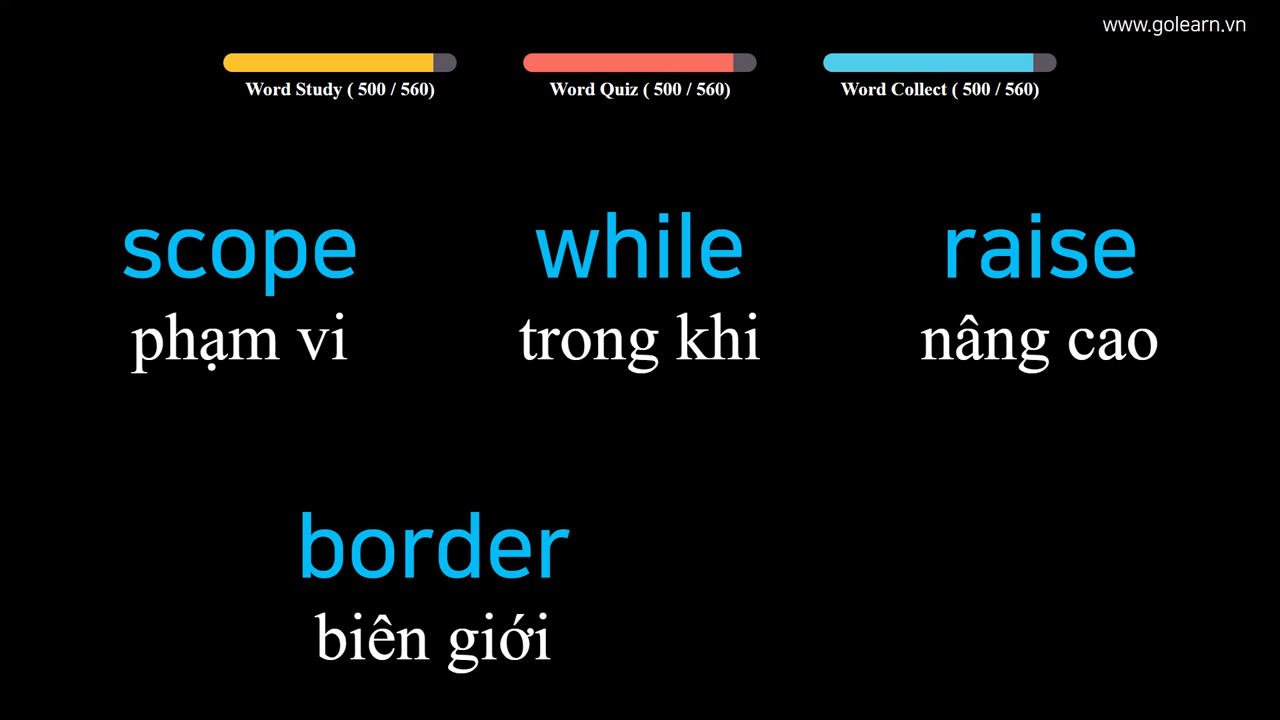 www.golearn.vn
Word Study ( 500 / 560)
Word Quiz ( 500 / 560)
Word Collect ( 500 / 560)
scope
phạm vi
while
trong khi
raise
nâng cao
border
biên giới